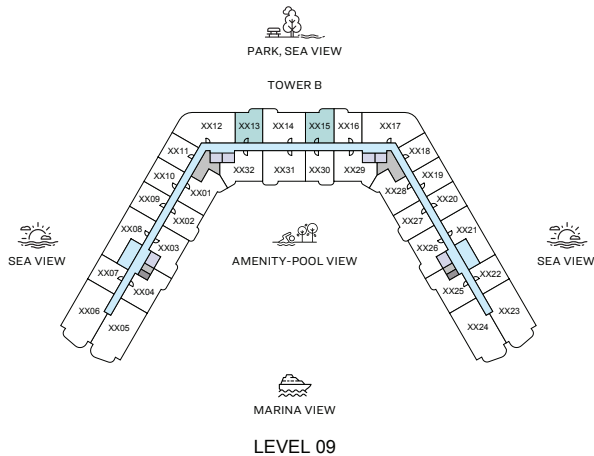 PARK, SEA VIEW
TOWER B
XX12
XX13
XX14
XX15
XX16
XX17
XX11
XX18
XX32
XX31
XX30
XX29
XX10
XX19
XX01
XX28
XX09
XX20
XX02
XX27
XX08
XX21
XX03
XX26
SEA VIEW
AMENITY-POOL VIEW
SEA VIEW
XX07
XX22
XX04
XX25
XX06
XX23
XX05
XX24
MARINA VIEW
LEVEL 09